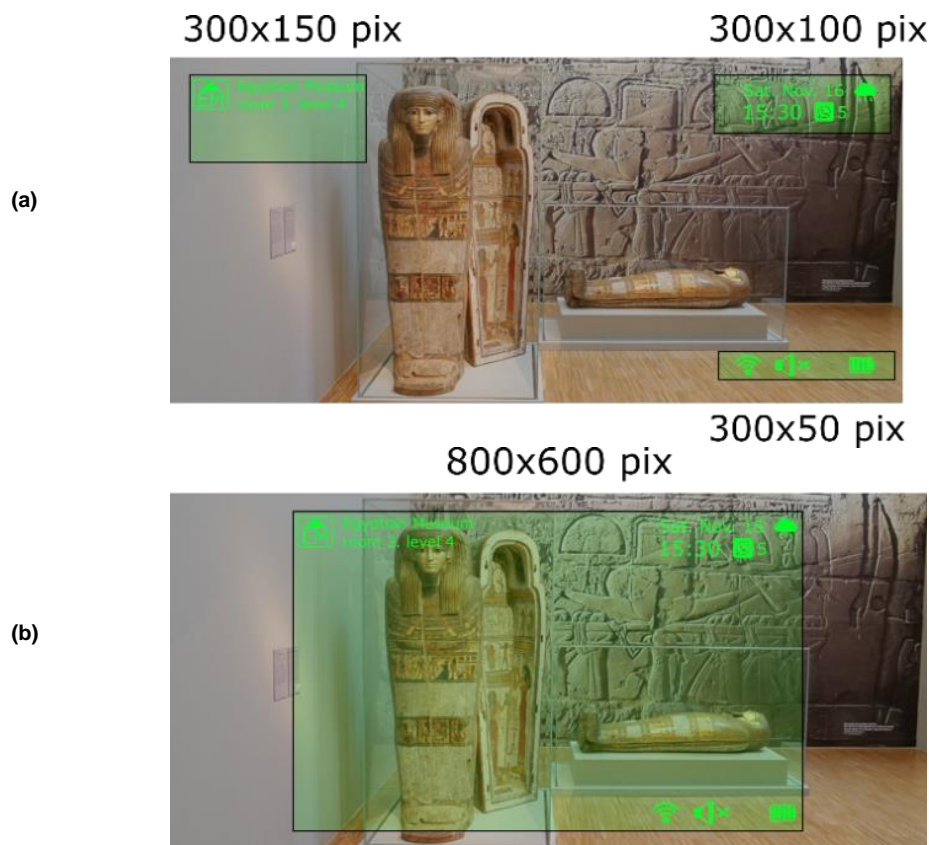 300x150 pix
300x100 pix
(a)
Egyptian Museum
room 3, level 4
Sat. Nov. 16
15:30 5
300x50 pix
800x600 pix
(b)
Egyptian Museum
room 3, level 4
Sat. Nov. 16
15:30 5